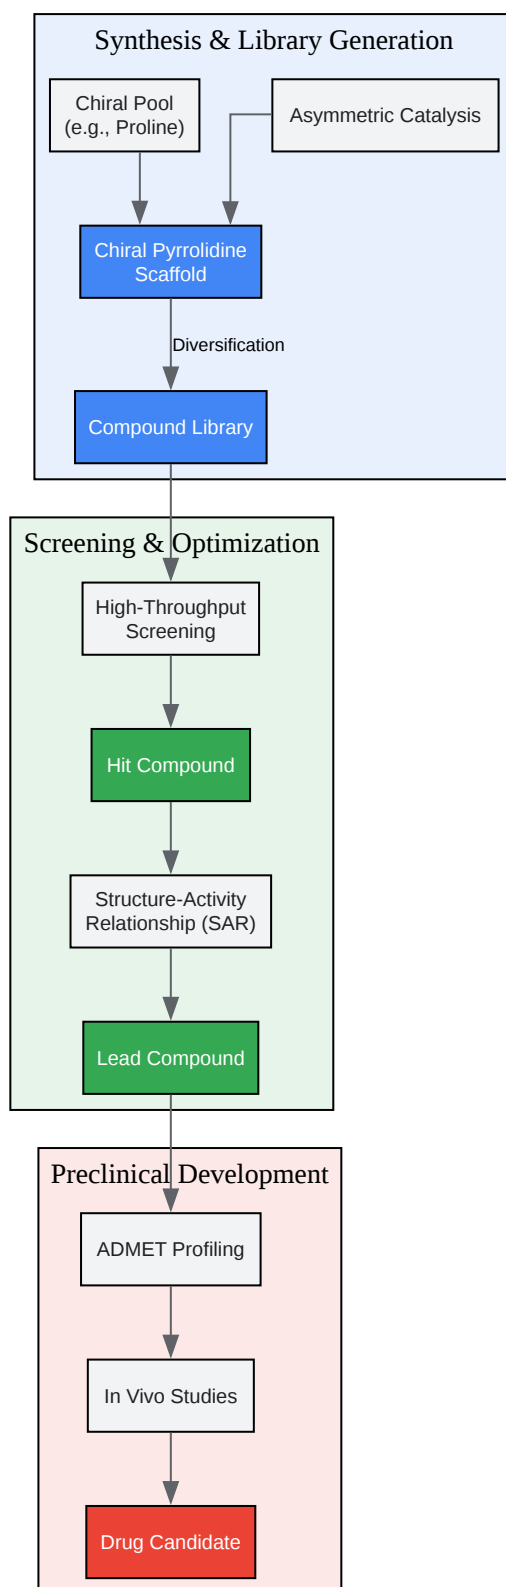 Synthesis & Library Generation
Chiral Pool
(e.g., Proline)
Asymmetric Catalysis
Chiral Pyrrolidine
Scaffold
Diversification
Compound Library
Screening & Optimization
High-Throughput
Screening
Hit Compound
Structure-Activity
Relationship (SAR)
Lead Compound
Preclinical Development
ADMET Profiling
In Vivo Studies
Drug Candidate